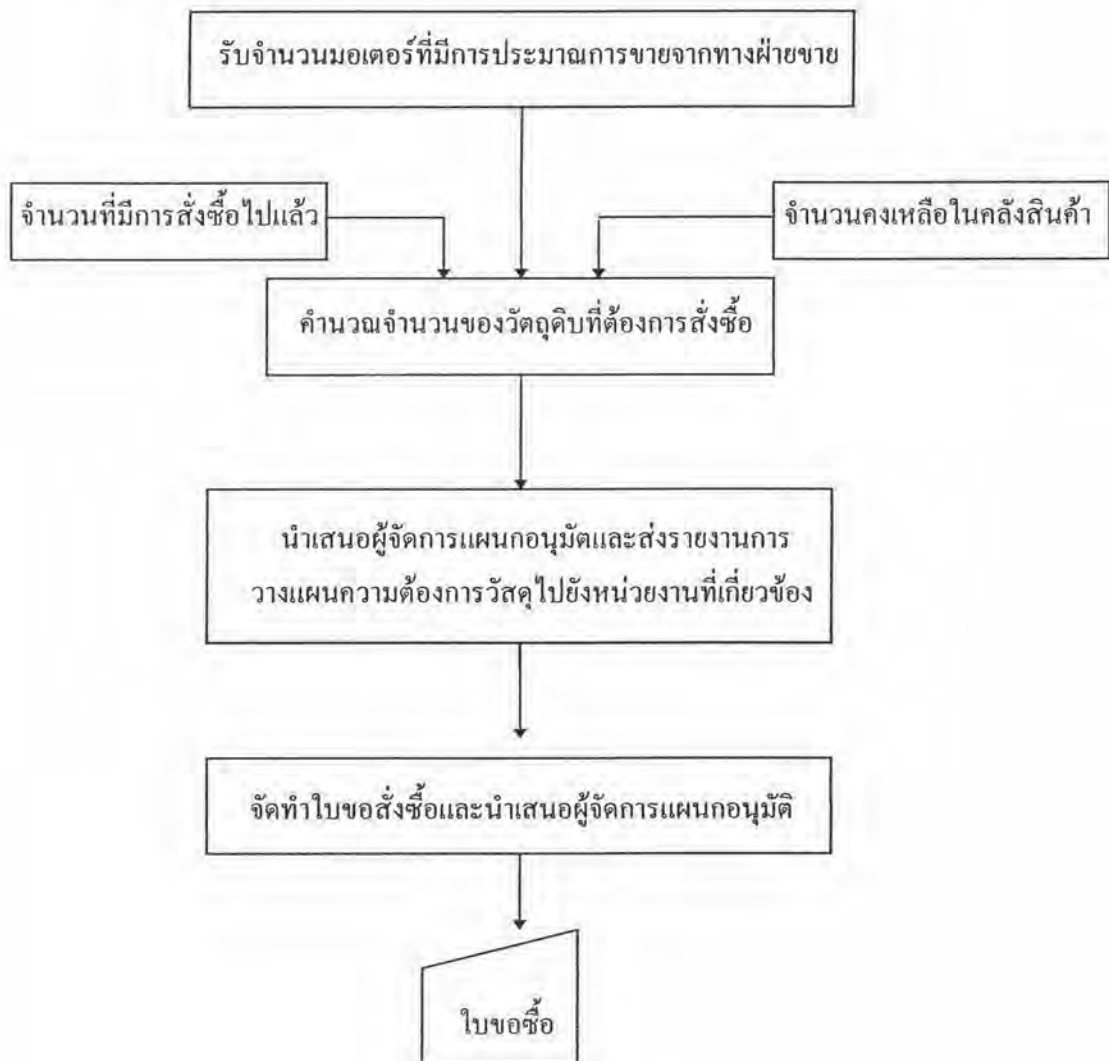 รับจำนวนมอเตอร์ที่มีการประมาณการขายจากทางฝ่ายขาย
จำนวนที่มีการสั่งซื้อไปแล้ว
จำนวนคงเหลือในคลังสินค้า
คำนวณจำนวนของวัตถุดิบที่ต้องการสั่งซื้อ
นำเสนอผู้จัดการแผนกอนุมัตและส่งรายงานการ
วางแผนความต้องการวัสดุไปยังหน่วยงานที่เกี่ยวข้อง
จัดทำใบขอสั่งซื้อและนำเสนอผู้จัดการแผนกอนุมัติ
ใบขอซื้อ